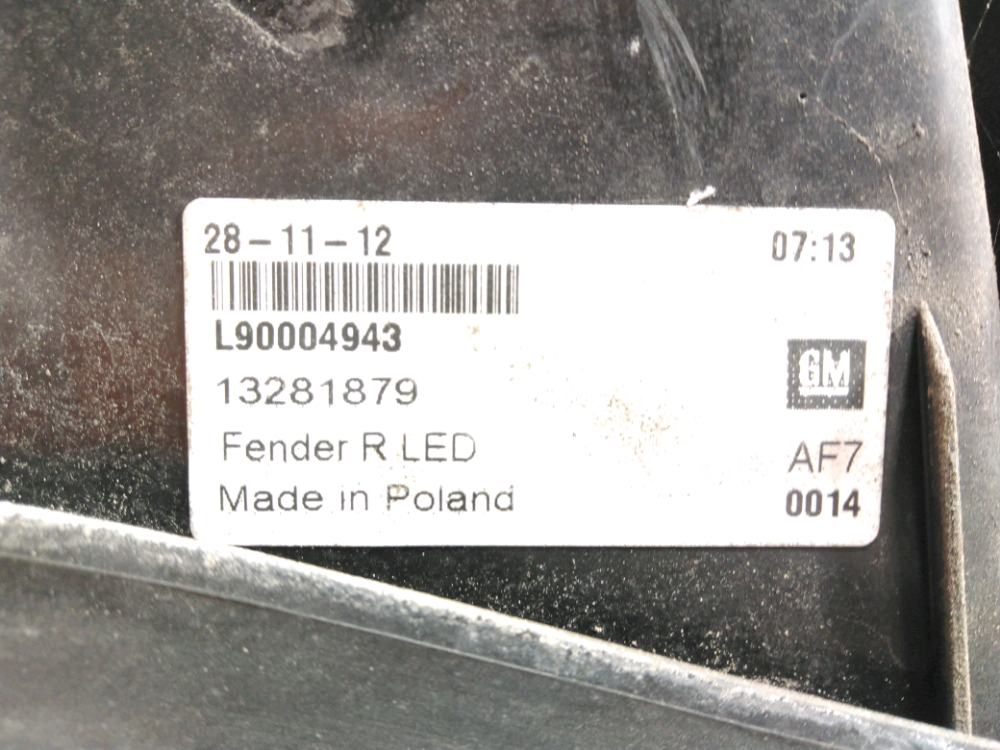 28-11-12 07:13
L90004943
13281879
GM
Fender R LED AF7
Made in Poland 0014